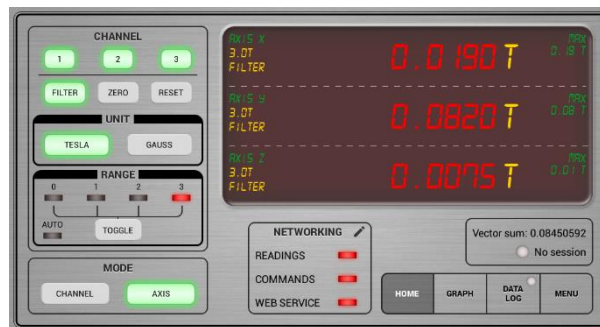 CHANNEL
1 2 3
FILTER ZERO RESET
UNIT
TESLA GAUSS
RANGE
0 1 2 3
AUTO
TOGGLE
MODE
CHANNEL AXIS
AXIS X MAX
3.0T 0.0190 T 0.19 T
FILTER
AXIS Y MAX
3.0T 0.0820 T 0.08 T
FILTER
AXIS Z MAX
3.0T 0.0075 T 0.01 T
FILTER
NETWORKING
READINGS
COMMANDS
WEB SERVICE
Vector sum: 0.08450592
No session
HOME GRAPH DATA LOG MENU